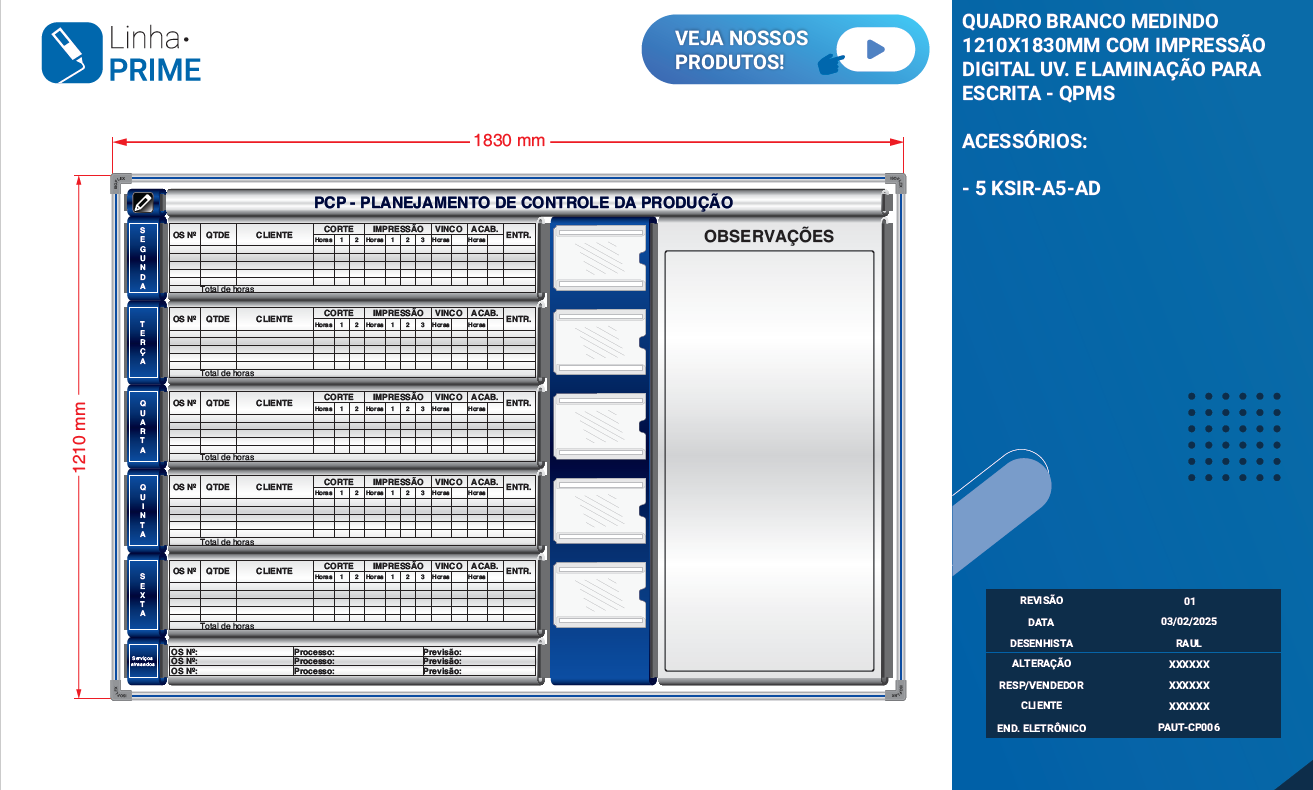 Linha
PRIME
VEJA NOSSOS
PRODUTOS!
1830 mm
1210 mm
PCP - PLANEJAMENTO DE CONTROLE DA PRODUÇÃO
SEGUNDA
OS Nº QTDE CLIENTE CORTE IMPRESSÃO VINCO ACAB. ENTR.
Horas 1 2 Horas 1 2 3 Horas Horas
Total de horas
TERÇA
OS Nº QTDE CLIENTE CORTE IMPRESSÃO VINCO ACAB. ENTR.
Horas 1 2 Horas 1 2 3 Horas Horas
Total de horas
QUARTA
OS Nº QTDE CLIENTE CORTE IMPRESSÃO VINCO ACAB. ENTR.
Horas 1 2 Horas 1 2 3 Horas Horas
Total de horas
QUINTA
OS Nº QTDE CLIENTE CORTE IMPRESSÃO VINCO ACAB. ENTR.
Horas 1 2 Horas 1 2 3 Horas Horas
Total de horas
SEXTA
OS Nº QTDE CLIENTE CORTE IMPRESSÃO VINCO ACAB. ENTR.
Horas 1 2 Horas 1 2 3 Horas Horas
Total de horas
Serviços
atrasados
OS Nº: Processo: Previsão:
OS Nº: Processo: Previsão:
OS Nº: Processo: Previsão:
OBSERVAÇÕES
QUADRO BRANCO MEDINDO
1210X1830MM COM IMPRESSÃO
DIGITAL UV. E LAMINAÇÃO PARA
ESCRITA - QPMS
ACESSÓRIOS:
- 5 KSIR-A5-AD
REVISÃO 01
DATA 03/02/2025
DESENHISTA RAUL
ALTERAÇÃO XXXXXX
RESP/VENDEDOR XXXXXX
CLIENTE XXXXXX
END. ELETRÔNICO PAUT-CP006